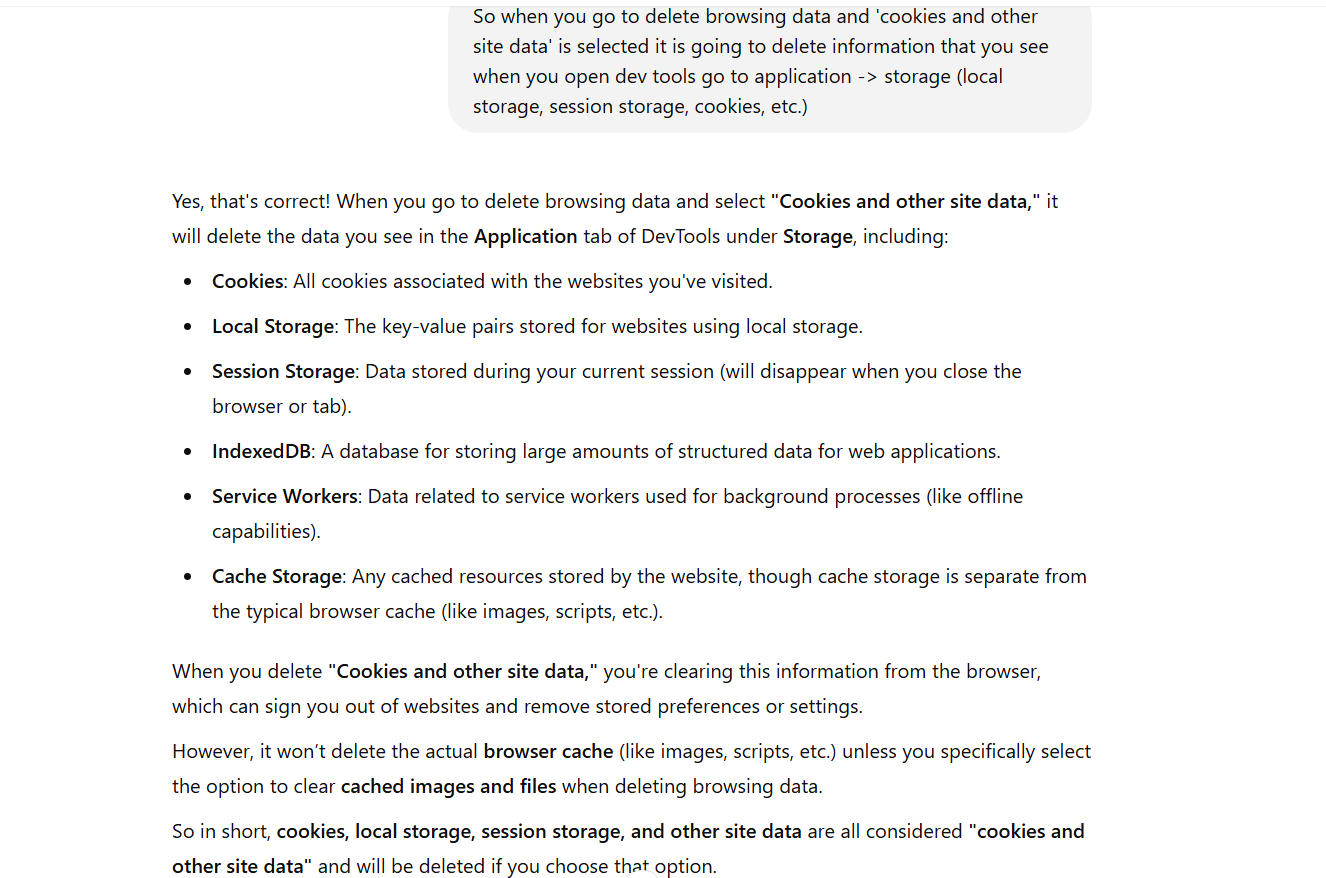 So when you go to delete browsing data and 'cookies and other
site data' is selected it is going to delete information that you see
when you open dev tools go to application -> storage (local
storage, session storage, cookies, etc.)
Yes, that's correct! When you go to delete browsing data and select "Cookies and other site data," it
will delete the data you see in the Application tab of DevTools under Storage, including:
• Cookies: All cookies associated with the websites you've visited.
• Local Storage: The key-value pairs stored for websites using local storage.
• Session Storage: Data stored during your current session (will disappear when you close the
browser or tab).
• IndexedDB: A database for storing large amounts of structured data for web applications.
• Service Workers: Data related to service workers used for background processes (like offline
capabilities).
• Cache Storage: Any cached resources stored by the website, though cache storage is separate from
the typical browser cache (like images, scripts, etc.).
When you delete "Cookies and other site data," you're clearing this information from the browser,
which can sign you out of websites and remove stored preferences or settings.
However, it won’t delete the actual browser cache (like images, scripts, etc.) unless you specifically select
the option to clear cached images and files when deleting browsing data.
So in short, cookies, local storage, session storage, and other site data are all considered "cookies and
other site data" and will be deleted if you choose that option.